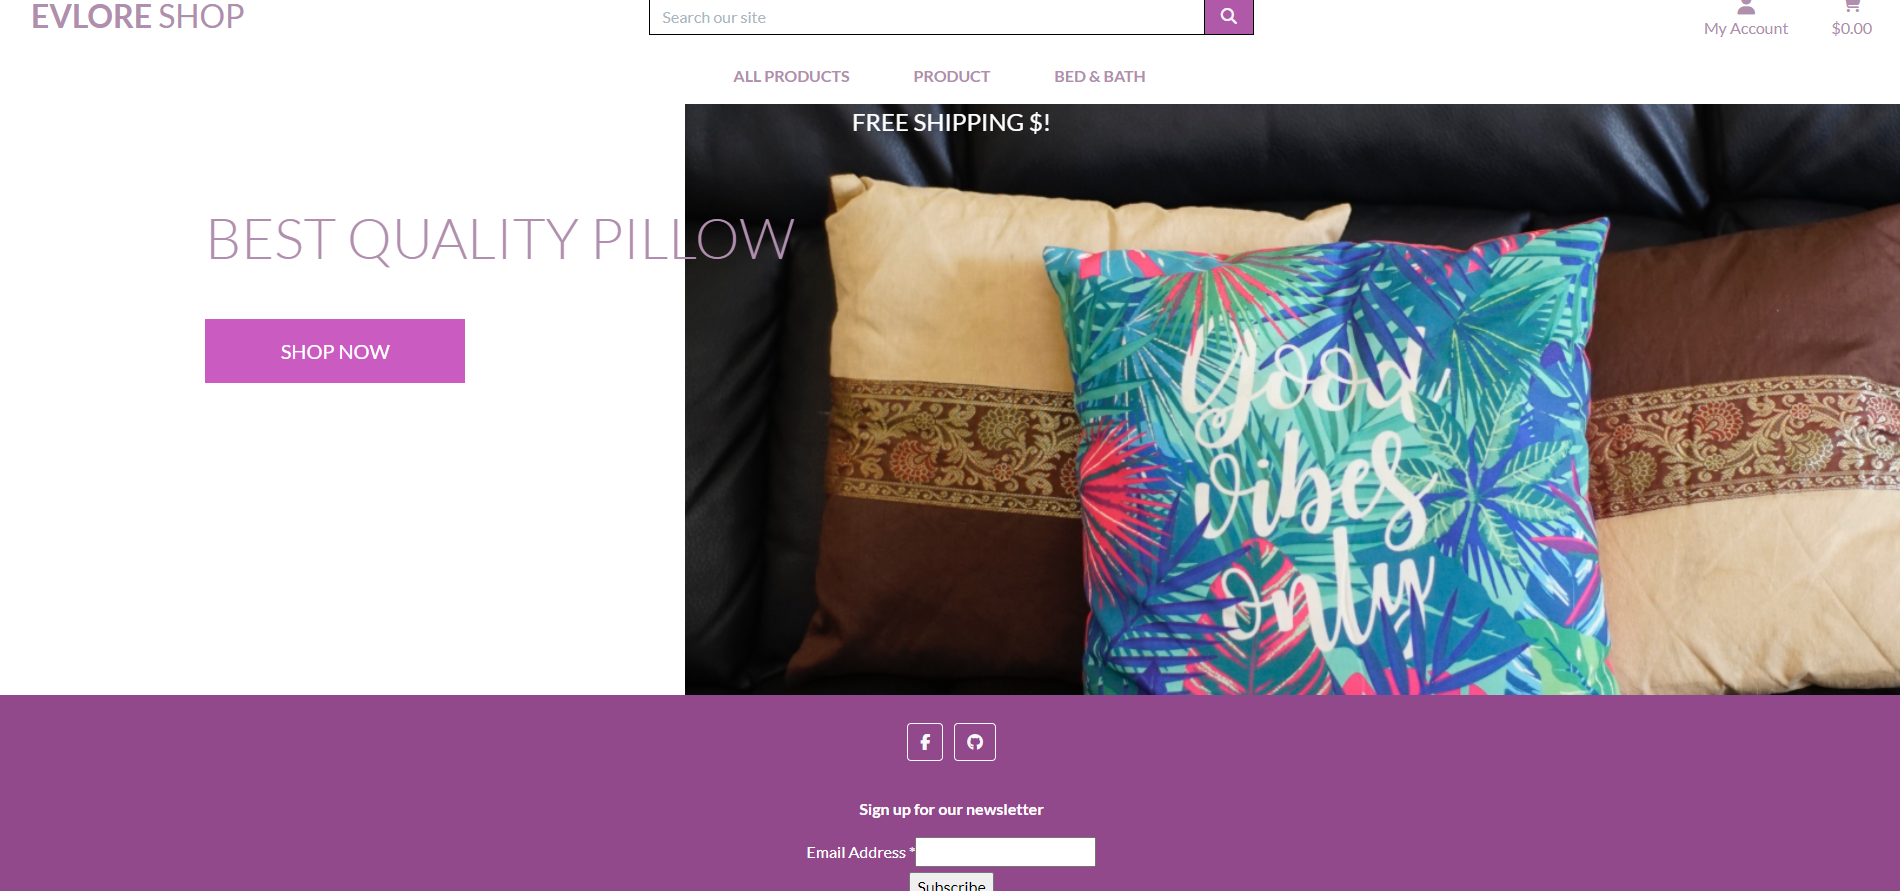 EVLORE SHOP
Search our site
My Account
$0.00
ALL PRODUCTS
PRODUCT
BED & BATH
FREE SHIPPING $!
BEST QUALITY PILLOW
SHOP NOW
Good
vibes
only
Sign up for our newsletter
Email Address *
Subscribe